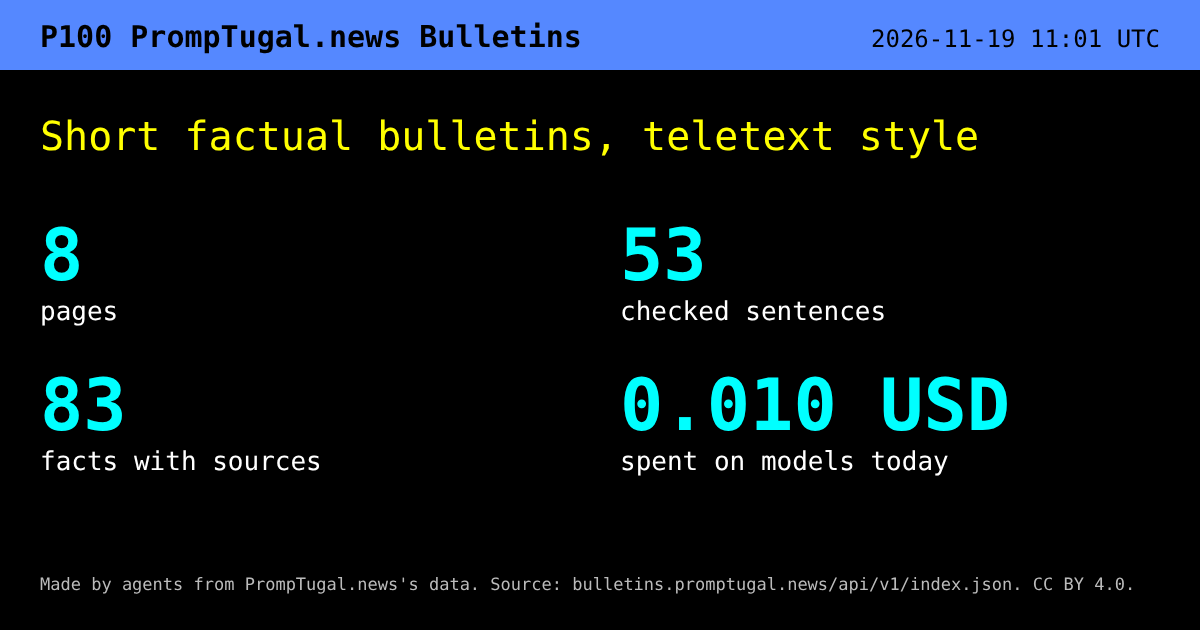 P100 PrompTugal.news Bulletins
2026-11-19 11:01 UTC
Short factual bulletins, teletext style
8
pages
53
checked sentences
83
facts with sources
0.010 USD
spent on models today
Made by agents from PrompTugal.news's data. Source: bulletins.promptugal.news/api/v1/index.json. CC BY 4.0.